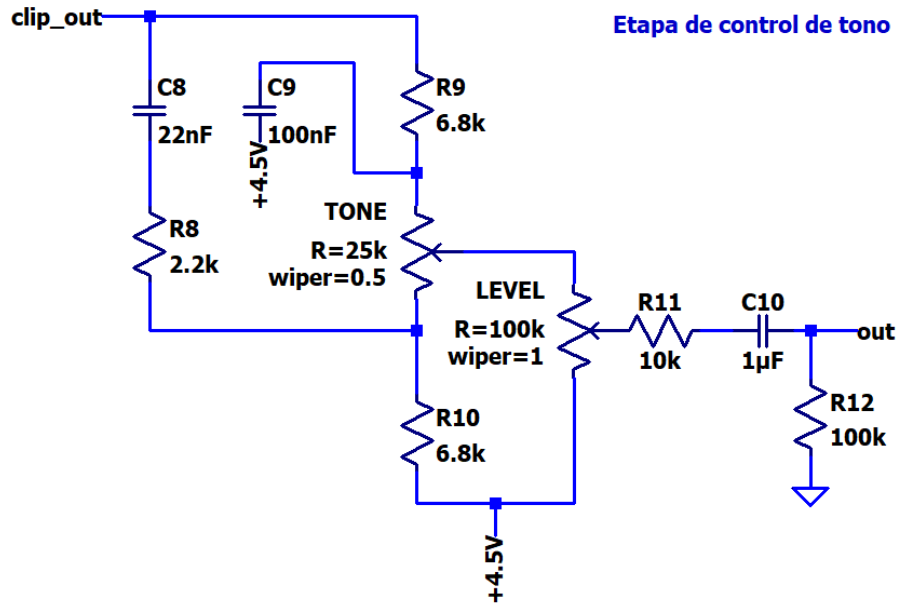 clip_out
Etapa de control de tono
C8
22nF
C9
100nF
+4.5V
R9
6.8k
R8
2.2k
TONE
R=25k
wiper=0.5
LEVEL
R=100k
wiper=1
R11
10k
C10
1µF
out
R10
6.8k
R12
100k
+4.5V